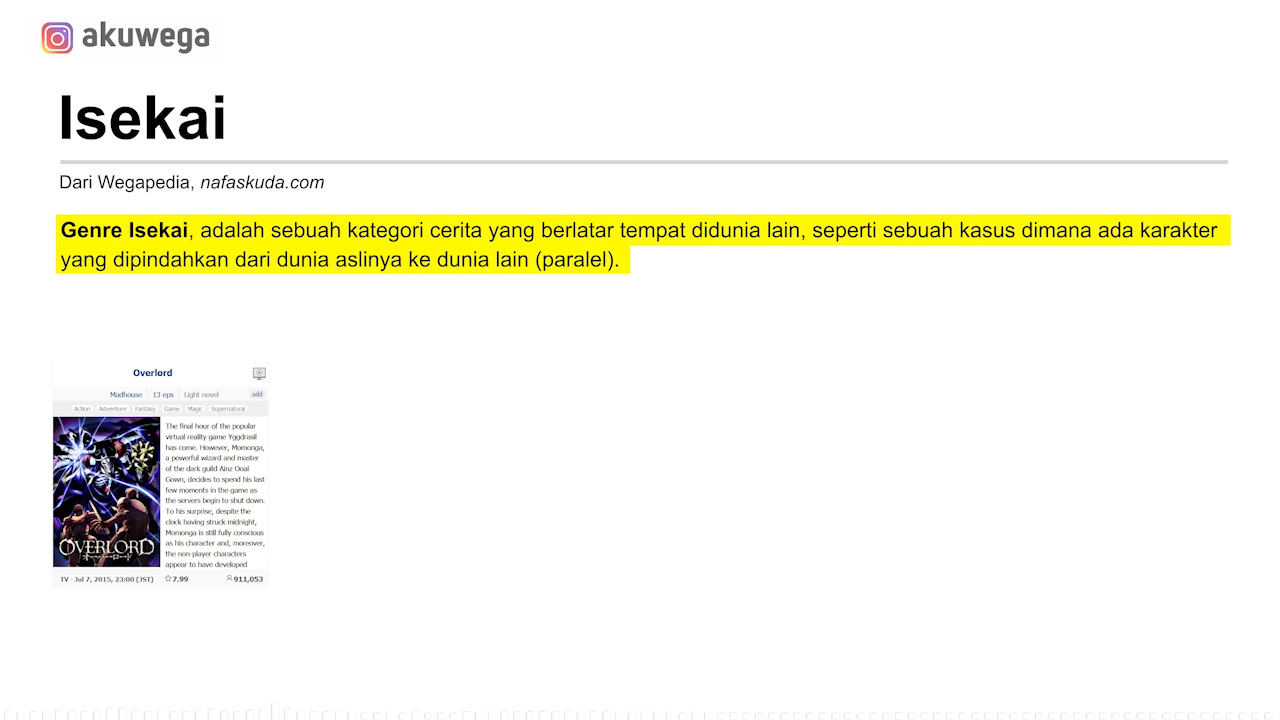 akuwega
Isekai
Dari Wegapedia, nafaskuda.com
Genre Isekai, adalah sebuah kategori cerita yang berlatar tempat didunia lain, seperti sebuah kasus dimana ada karakter
yang dipindahkan dari dunia aslinya ke dunia lain (paralel).
Overlord
Madhouse 13 eps Light novel add
Action Adventure Fantasy Game Magic Supernatural
The final hour of the popular
virtual reality game Yggdrasil
has come. However, Momonga,
a powerful wizard and master
of the dark guild Ainz Ooal
Gown, decides to spend his last
few moments in the game as
the servers begin to shut down.
To his surprise, despite the
clock having struck midnight,
Momonga is still fully conscious
as his character and, moreover,
the non-player characters
appear to have developed
OVERLORD
TV - Jul 7, 2015, 23:00 (JST) 7.99 911,053